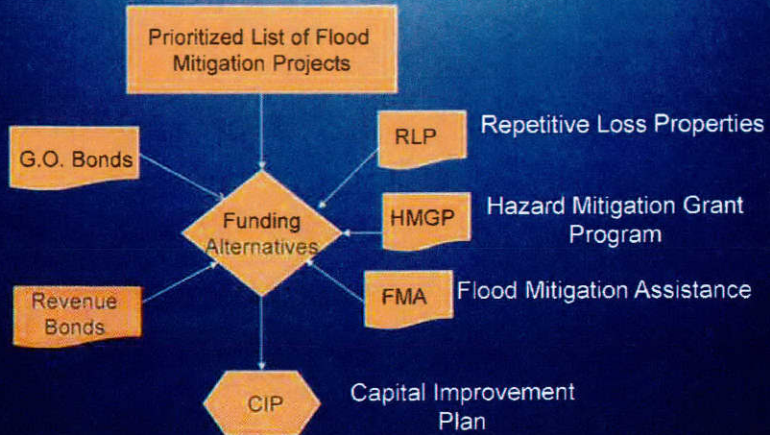 Prioritized List of Flood
Mitigation Projects
G.O. Bonds
RLP
Repetitive Loss Properties
Funding
Alternatives
HMGP
Hazard Mitigation Grant
Program
Revenue
Bonds
FMA
Flood Mitigation Assistance
CIP
Capital Improvement
Plan